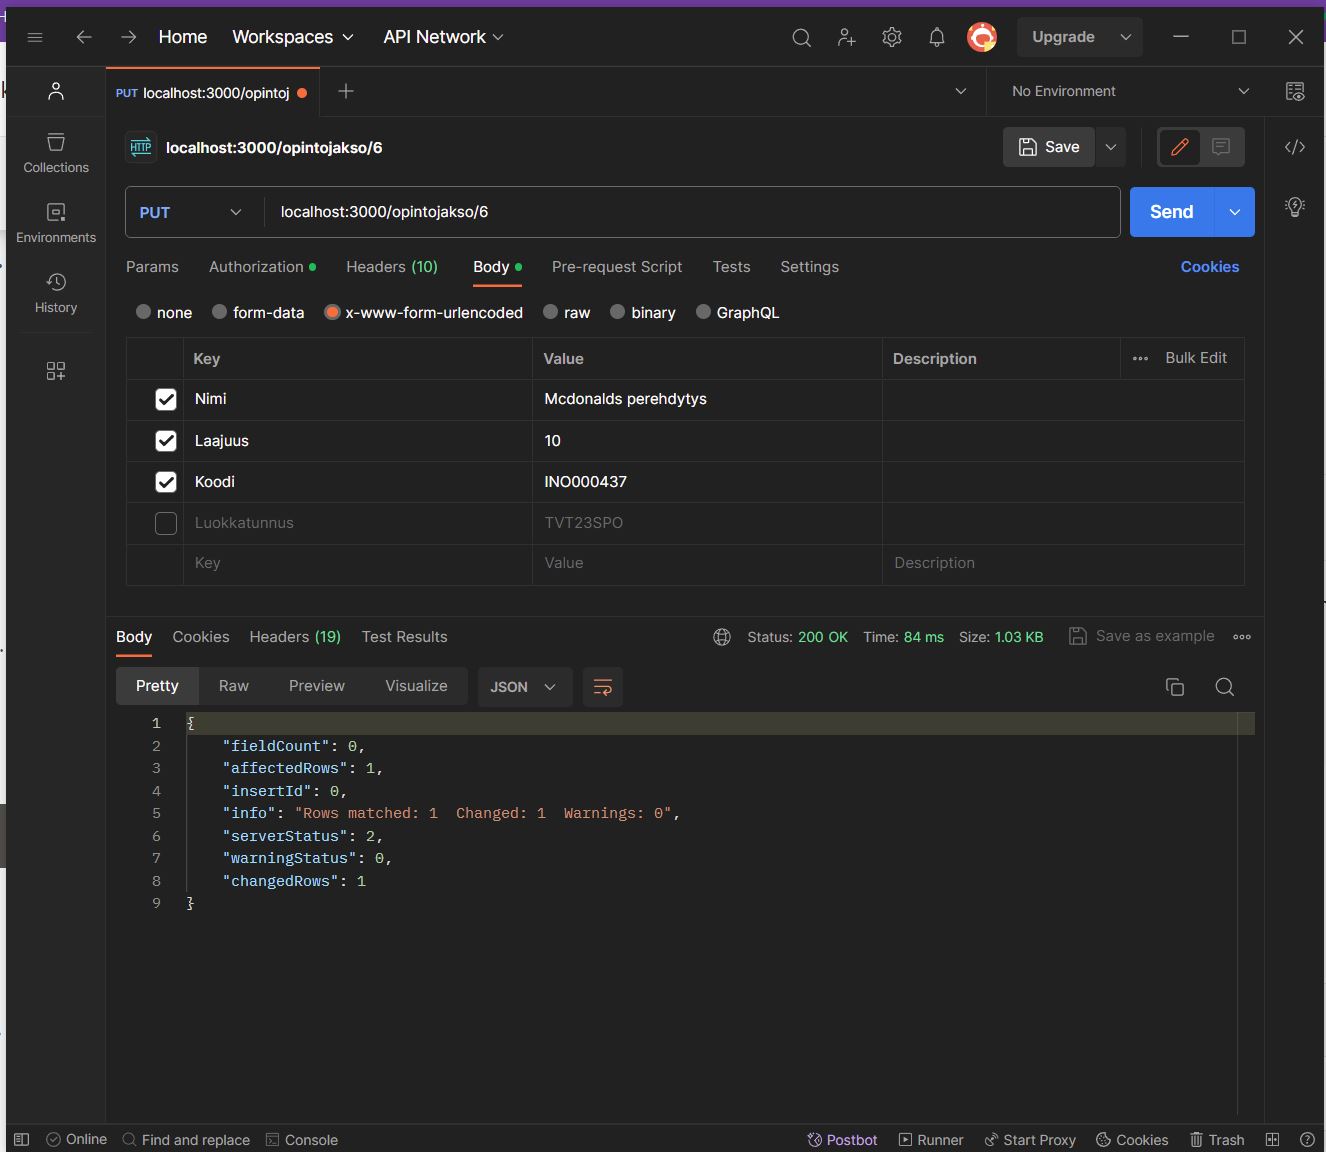 Home Workspaces API Network Upgrade
PUT localhost:3000/opintoj No Environment
HTTP localhost:3000/opintojakso/6 Save
Collections
Environments
History
PUT localhost:3000/opintojakso/6 Send
Params Authorization Headers (10) Body Pre-request Script Tests Settings Cookies
none form-data x-www-form-urlencoded raw binary GraphQL
Key Value Description Bulk Edit
Nimi Mcdonalds perehdytys
Laajuus 10
Koodi INO000437
Luokkatunnus TVT23SPO
Key Value Description
Body Cookies Headers (19) Test Results Status: 200 OK Time: 84 ms Size: 1.03 KB Save as example
Pretty Raw Preview Visualize JSON
1 {
2 "fieldCount": 0,
3 "affectedRows": 1,
4 "insertId": 0,
5 "info": "Rows matched: 1  Changed: 1  Warnings: 0",
6 "serverStatus": 2,
7 "warningStatus": 0,
8 "changedRows": 1
9 }
Online Find and replace Console Postbot Runner Start Proxy Cookies Trash